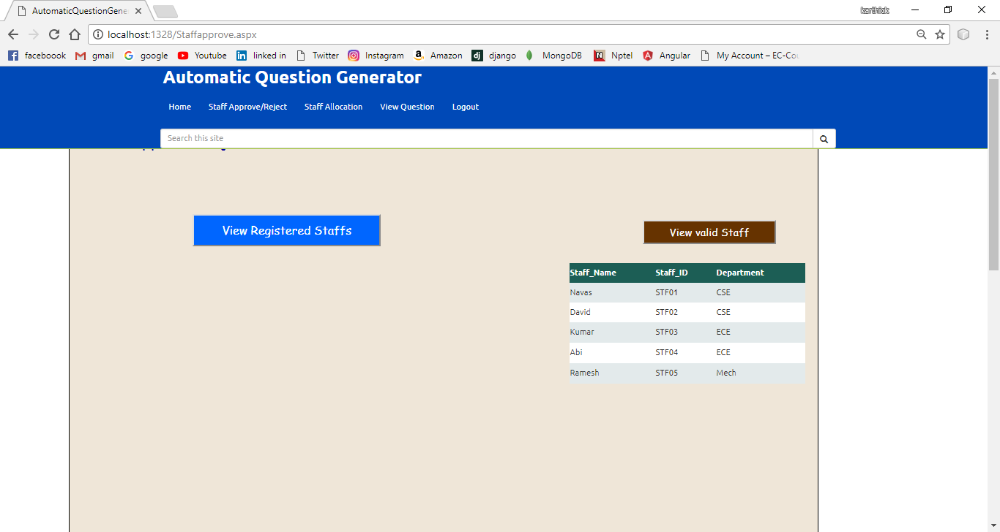 AutomaticQuestionGene
karthick
localhost:1328/Staffapprove.aspx
faceboook gmail google Youtube linked in Twitter Instagram Amazon django MongoDB Nptel Angular My Account – EC-Cou
Automatic Question Generator
Home Staff Approve/Reject Staff Allocation View Question Logout
Search this site
View Registered Staffs
View valid Staff
Staff_Name Staff_ID Department
Navas STF01 CSE
David STF02 CSE
Kumar STF03 ECE
Abi STF04 ECE
Ramesh STF05 Mech